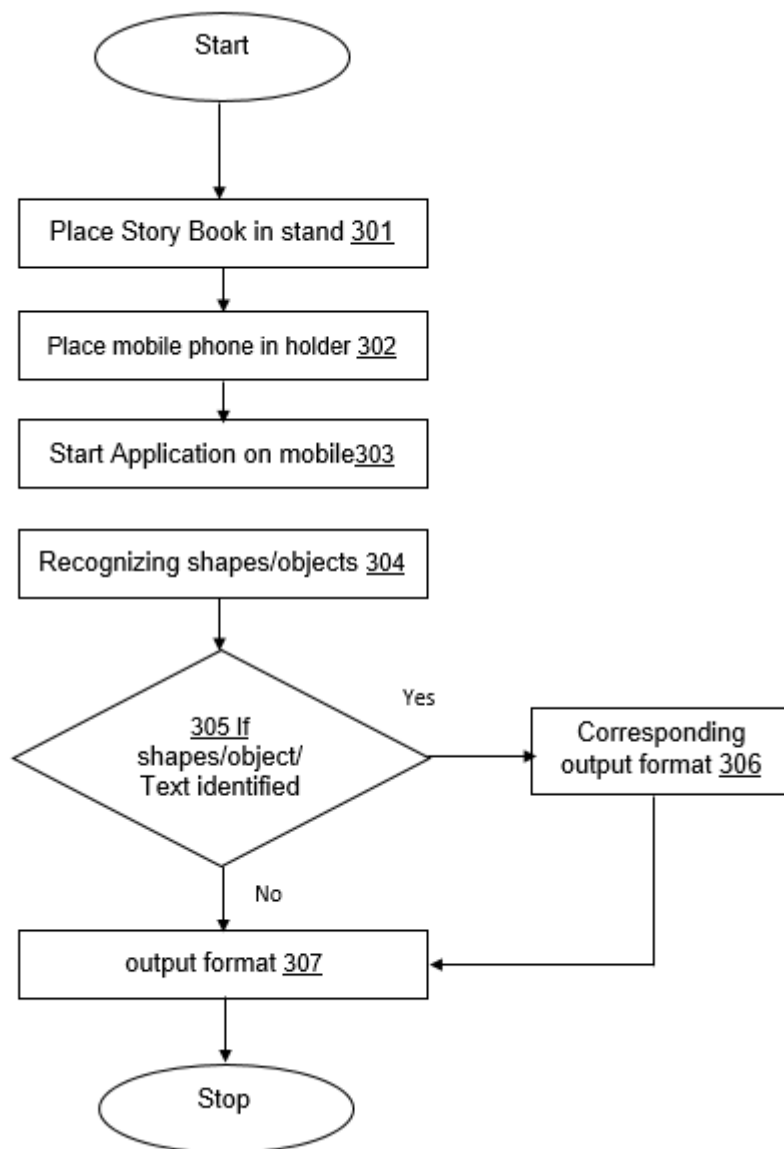 Start
Place Story Book in stand 301
Place mobile phone in holder 302
Start Application on mobile303
Recognizing shapes/objects 304
305 If
shapes/object/
Text identified
Yes
Corresponding
output format 306
No
output format 307
Stop